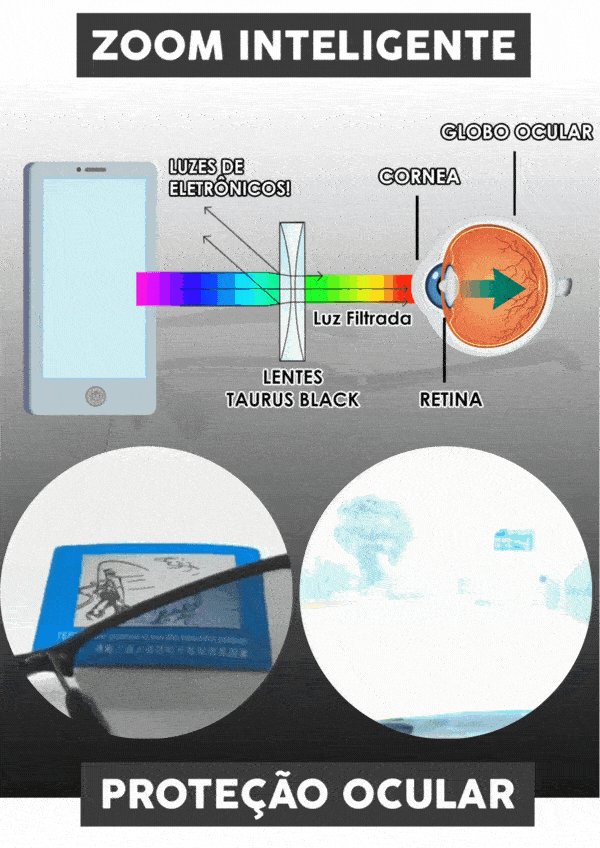 ZOOM INTELIGENTE
GLOBO OCULAR
LUZES DE
ELETRÔNICOS!
CORNEA
Luz Filtrada
LENTES
TAURUS BLACK
RETINA
PROTEÇÃO OCULAR